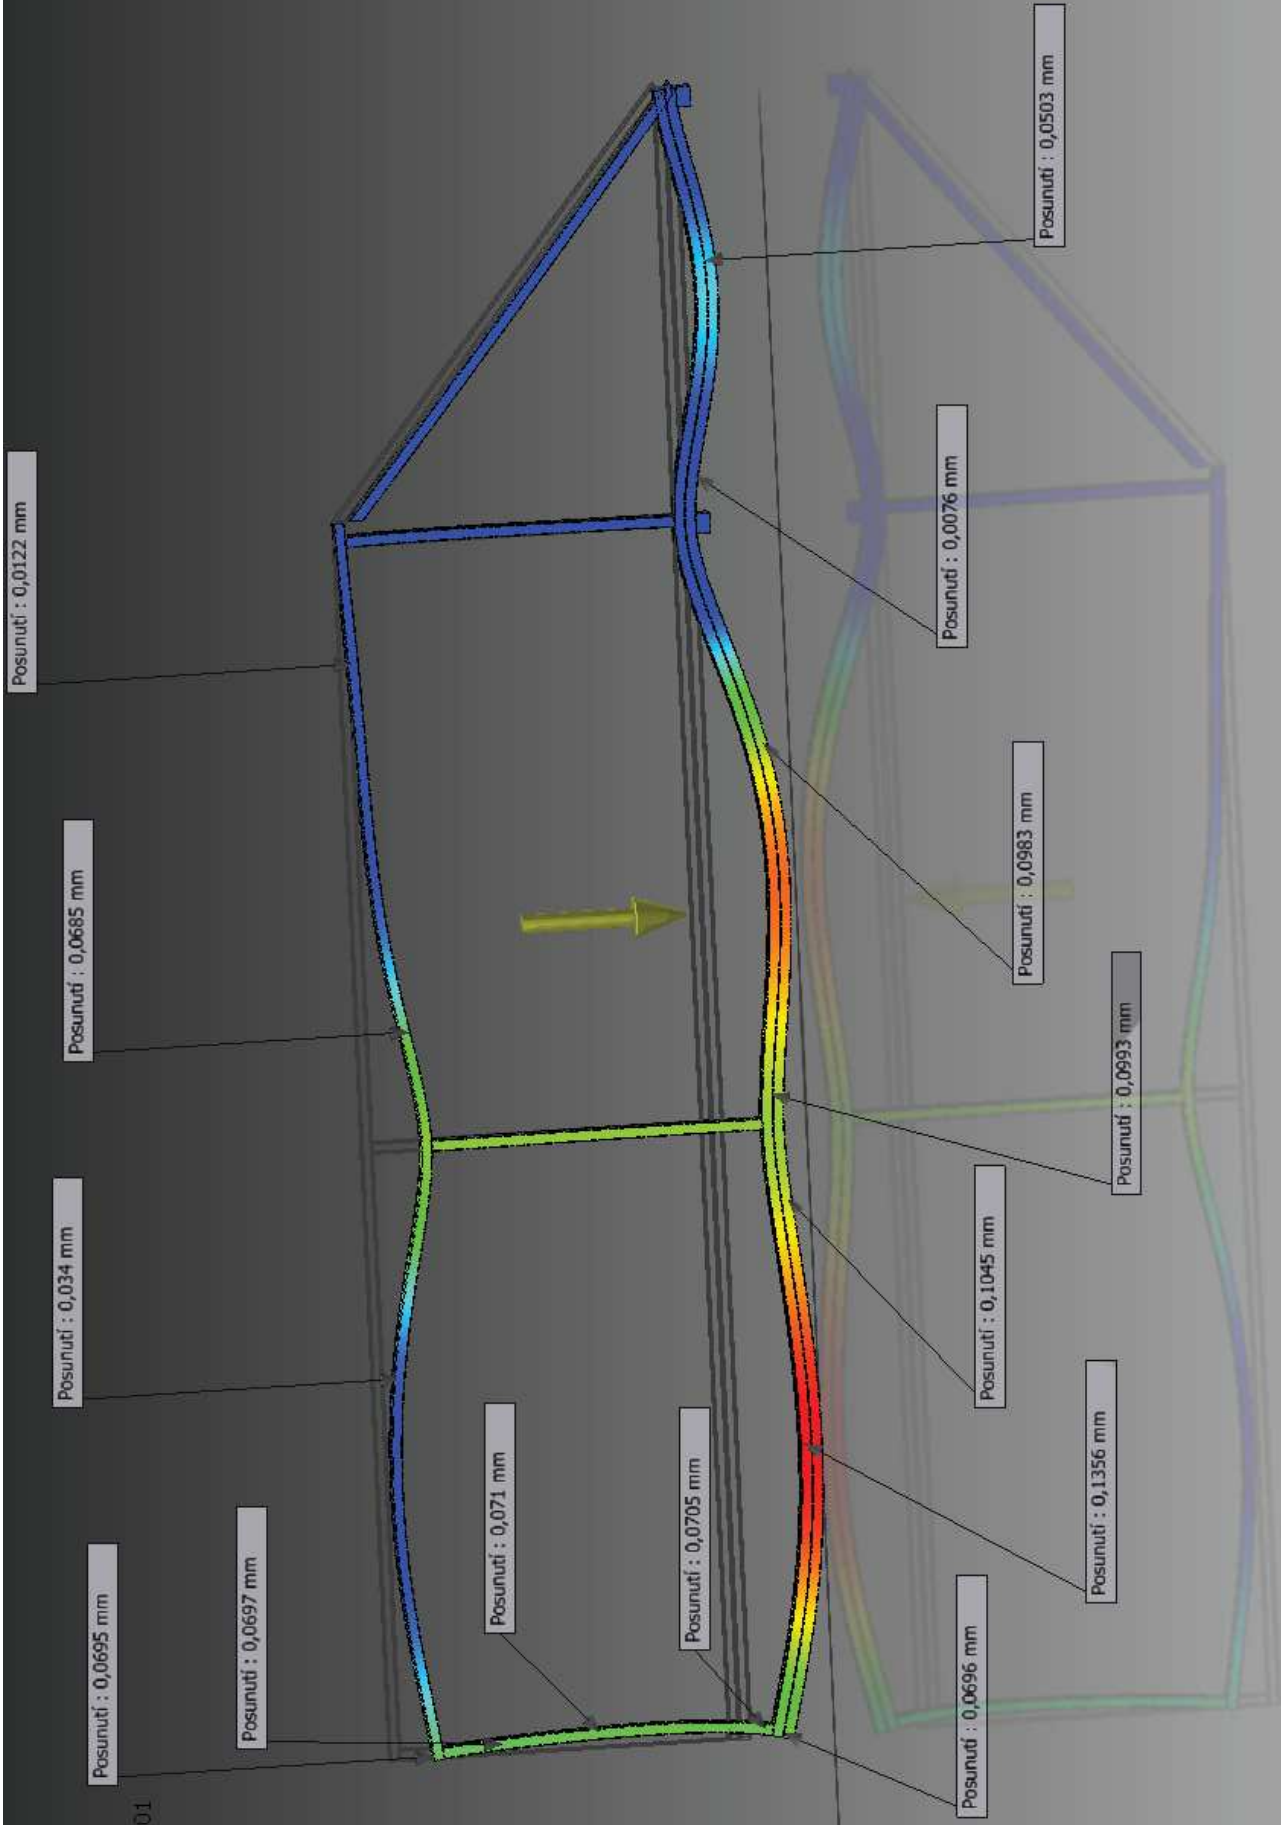 Posunutí : 0,0695 mm
Posunutí : 0,034 mm
Posunutí : 0,0685 mm
Posunutí : 0,0122 mm
Posunutí : 0,0697 mm
Posunutí : 0,071 mm
Posunutí : 0,0705 mm
Posunutí : 0,0696 mm
Posunutí : 0,1356 mm
Posunutí : 0,1045 mm
Posunutí : 0,0993 mm
Posunutí : 0,0983 mm
Posunutí : 0,0076 mm
Posunutí : 0,0503 mm
01